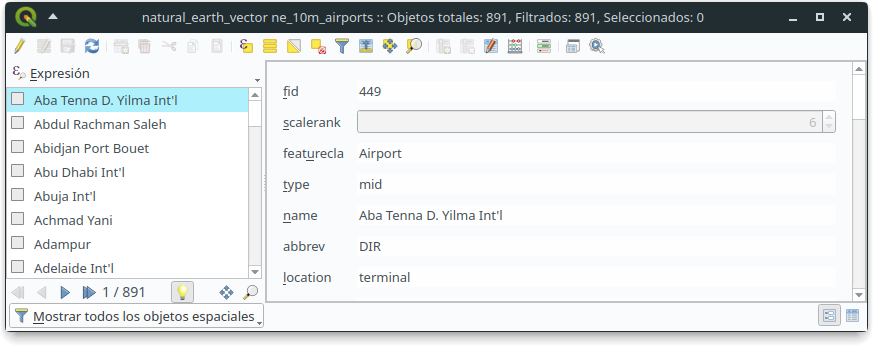 natural_earth_vector ne_10m_airports :: Objetos totales: 891, Filtrados: 891, Seleccionados: 0
Expresión
Aba Tenna D. Yilma Int'l
Abdul Rachman Saleh
Abidjan Port Bouet
Abu Dhabi Int'l
Abuja Int'l
Achmad Yani
Adampur
Adelaide Int'l
1 / 891
Mostrar todos los objetos espaciales
fid 449
scalerank 6
featurecla Airport
type mid
name Aba Tenna D. Yilma Int'l
abbrev DIR
location terminal